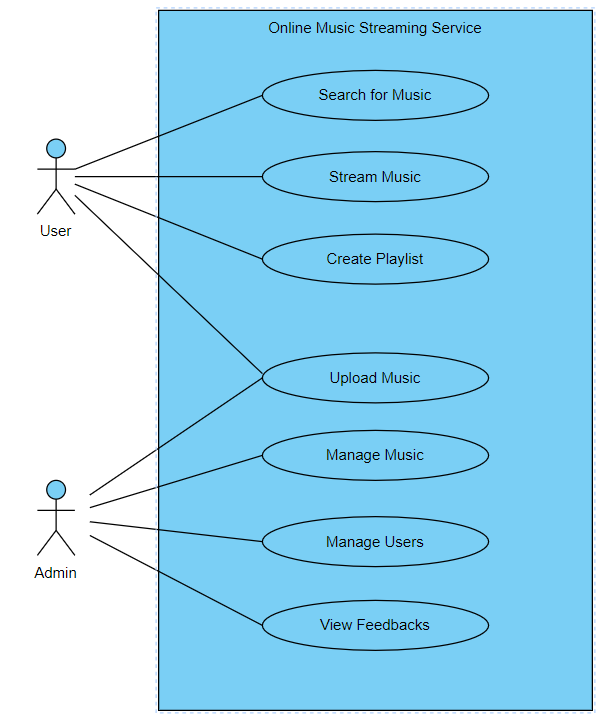 Online Music Streaming Service
Search for Music
Stream Music
User
Create Playlist
Upload Music
Manage Music
Manage Users
Admin
View Feedbacks